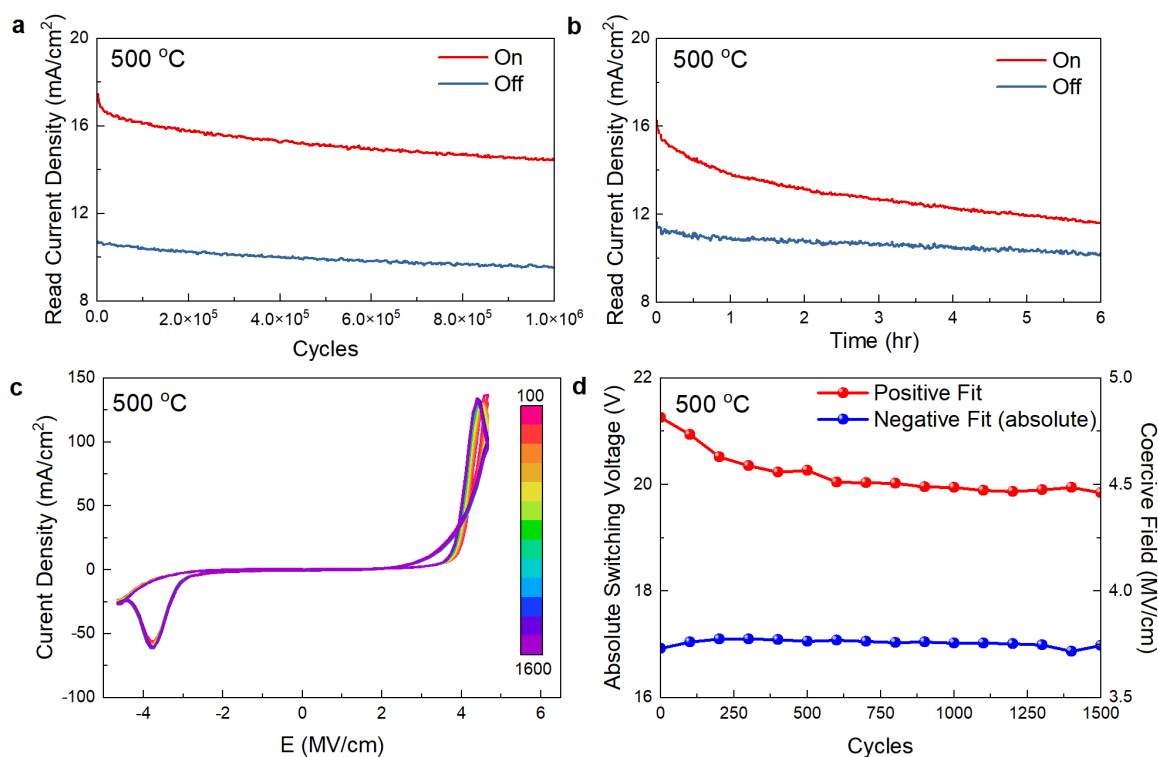 a
500 °C
On
Off
Read Current Density (mA/cm²)
20
16
12
8
0.0
2.0×10⁵
4.0×10⁵
6.0×10⁵
8.0×10⁵
1.0×10⁶
Cycles
b
500 °C
On
Off
Read Current Density (mA/cm²)
20
16
12
8
0
1
2
3
4
5
6
Time (hr)
c
500 °C
Curent Density (mA/cm²)
150
100
50
0
-50
-100
-4
-2
0
2
4
6
E (MV/cm)
100
1600
d
500 °C
Positive Fit
Negative Fit (absolute)
Absolute Switching Voltage (V)
22
20
18
16
0
250
500
750
1000
1250
1500
Cycles
5.0
4.5
4.0
3.5
Coercive Field (MV/cm)